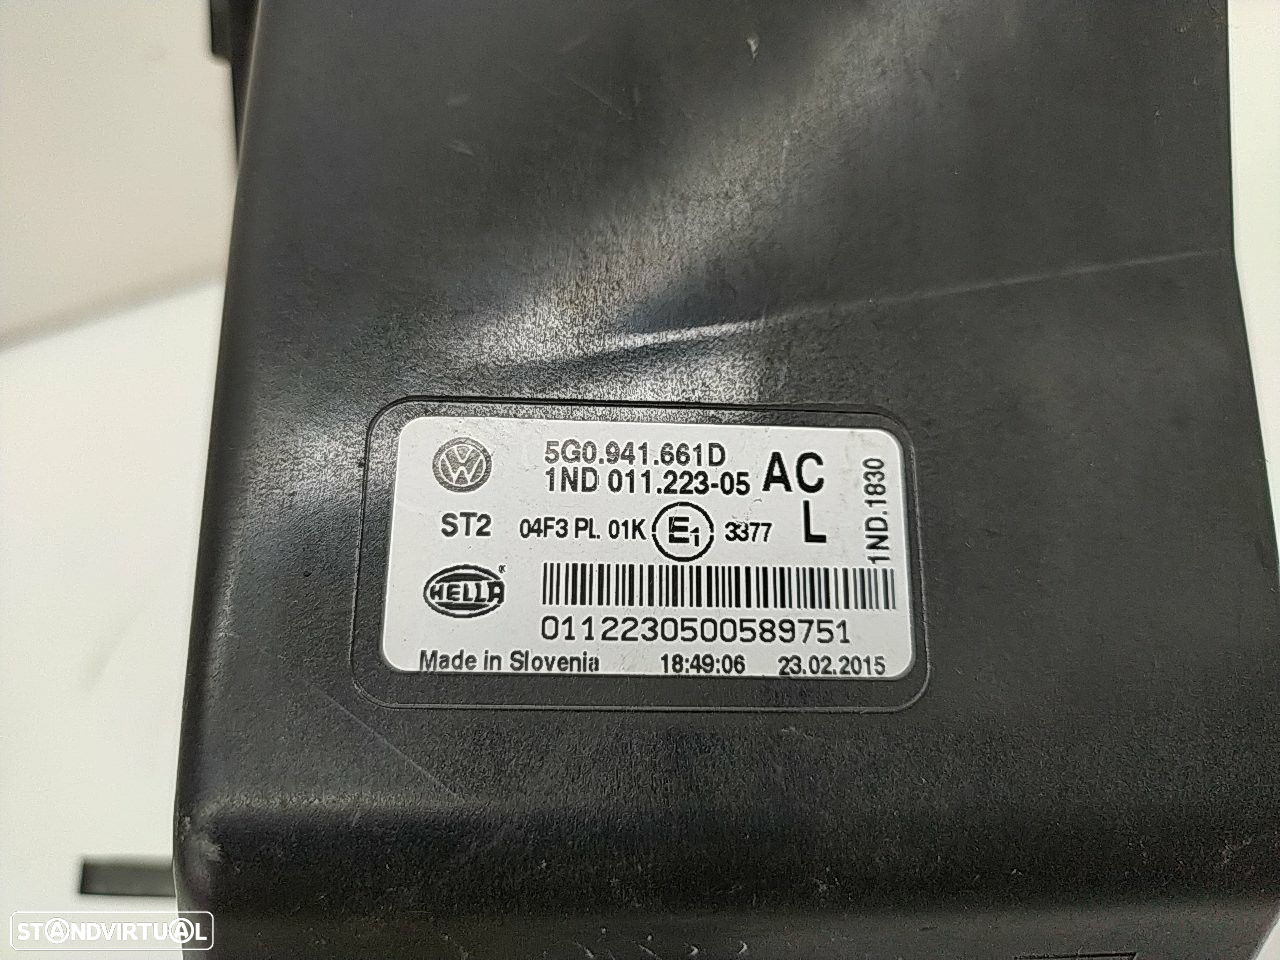 5G0.941.661D
1ND 011.223-05 AC
ST2 04F3 PL. 01K E1 3377 L
1ND.1830
HELLA
0112230500589751
Made in Slovenia 18:49:06 23.02.2015
STANDVIRTUAL